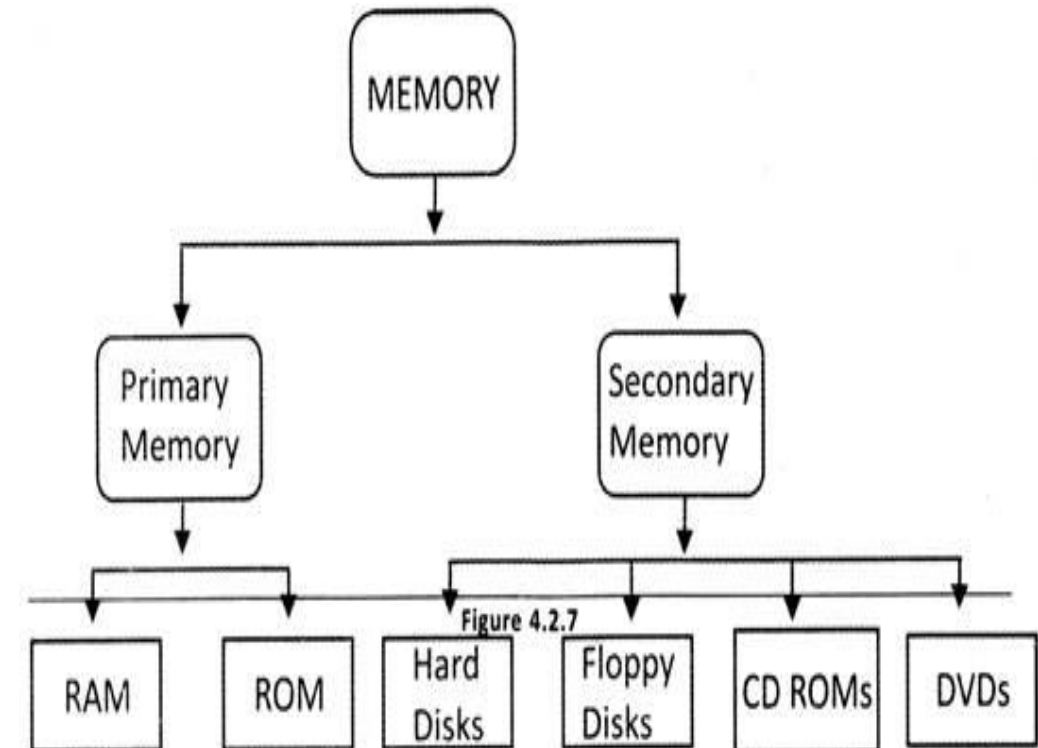 MEMORY
Primary
Memory
Secondary
Memory
Figure 4.2.7
RAM
ROM
Hard
Disks
Floppy
Disks
CD ROMs
DVDs